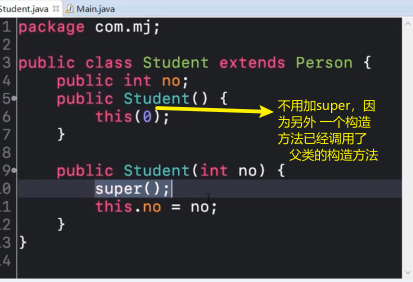 Student.java Main.java
1 package com.mj;
2
3 public class Student extends Person {
4 public int no;
5 public Student() {
6 this(0);
7 }
8
9 public Student(int no) {
10 super();
11 this.no = no;
12 }
13 }
14
不用加super，因
为另外 一个构造
方法已经调用了
父类的构造方法